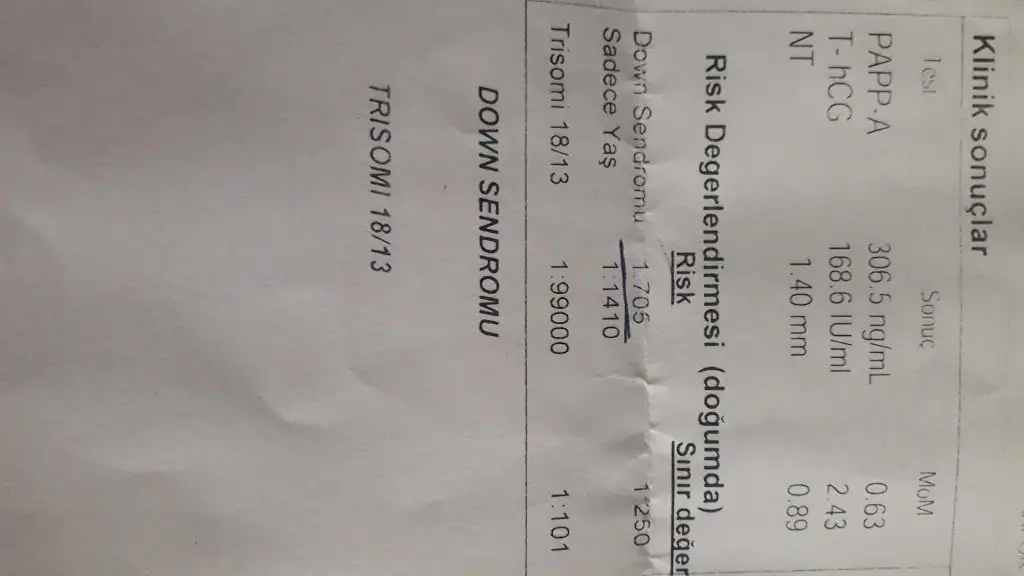 Klinik sonuçlar
Test Sonuç MoM
PAPP-A 306.5 ng/mL 0.63
T- hCG 168.6 IU/ml 2.43
NT 1.40 mm 0.89
Risk Degerlendirmesi (doğumda)
Risk Sınır değer
Down Sendromu 1:705 1:250
Sadece Yaş 1:1410
Trisomi 18/13 1:99000 1:101
DOWN SENDROMU
TRISOMI 18/13